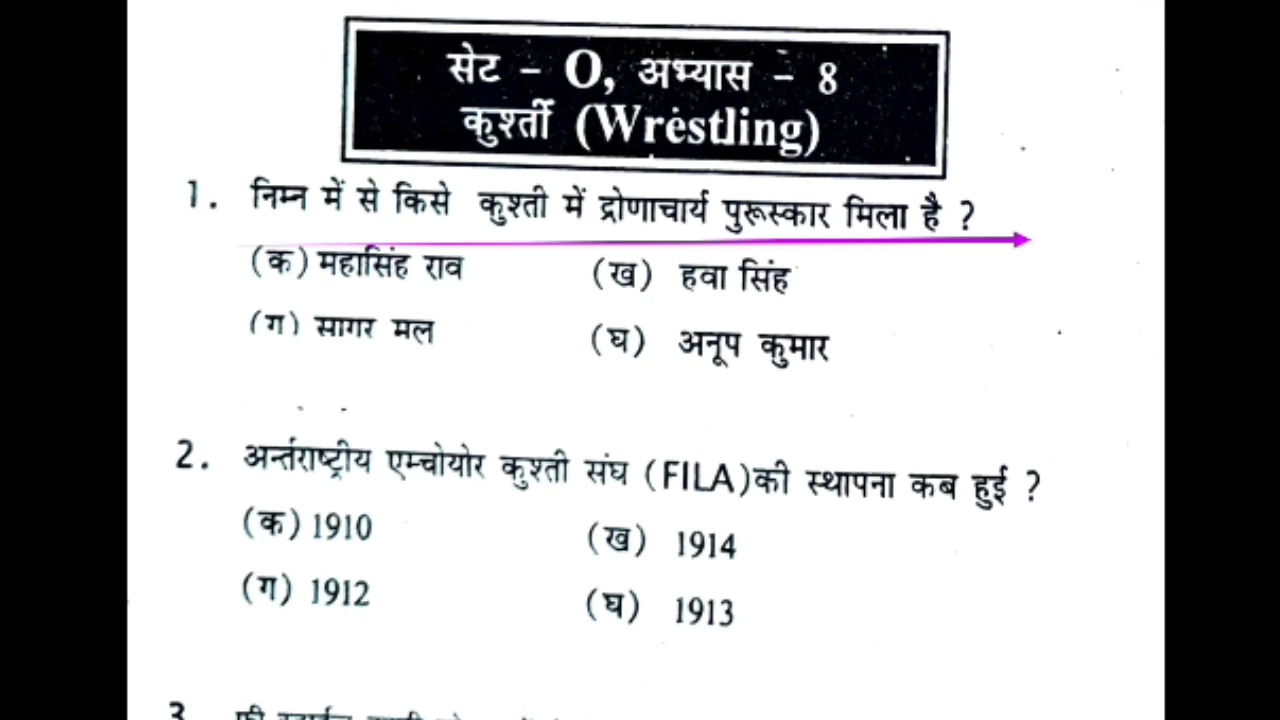 सेट - O, अभ्यास - 8
कुश्ती (Wrestling)
1. निम्न में से किसे कुश्ती में द्रोणाचार्य पुरूस्कार मिला है ?
(क) महासिंह राव (ख) हवा सिंह
(ग) सागर मल (घ) अनूप कुमार
2. अर्न्तराष्ट्रीय एम्चोयोर कुश्ती संघ (FILA)की स्थापना कब हुई ?
(क) 1910 (ख) 1914
(ग) 1912 (घ) 1913
3